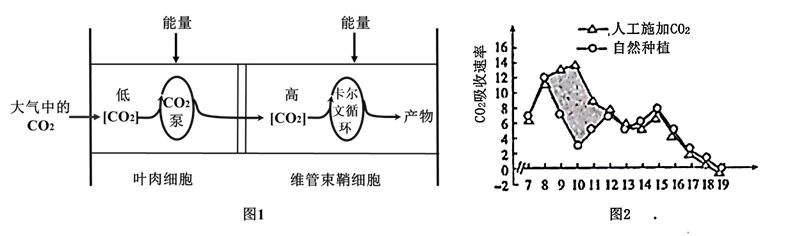 能量
能量
大气中的
CO₂
低
[CO₂]
CO₂
泵
高
[CO₂]
卡尔
文循
环
产物
叶肉细胞
维管束鞘细胞
图1
人工施加CO₂
自然种植
CO₂吸收速率
16
14
12
10
8
6
4
2
0
-2
7 8 9 10 11 12 13 14 15 16 17 18 19
图2